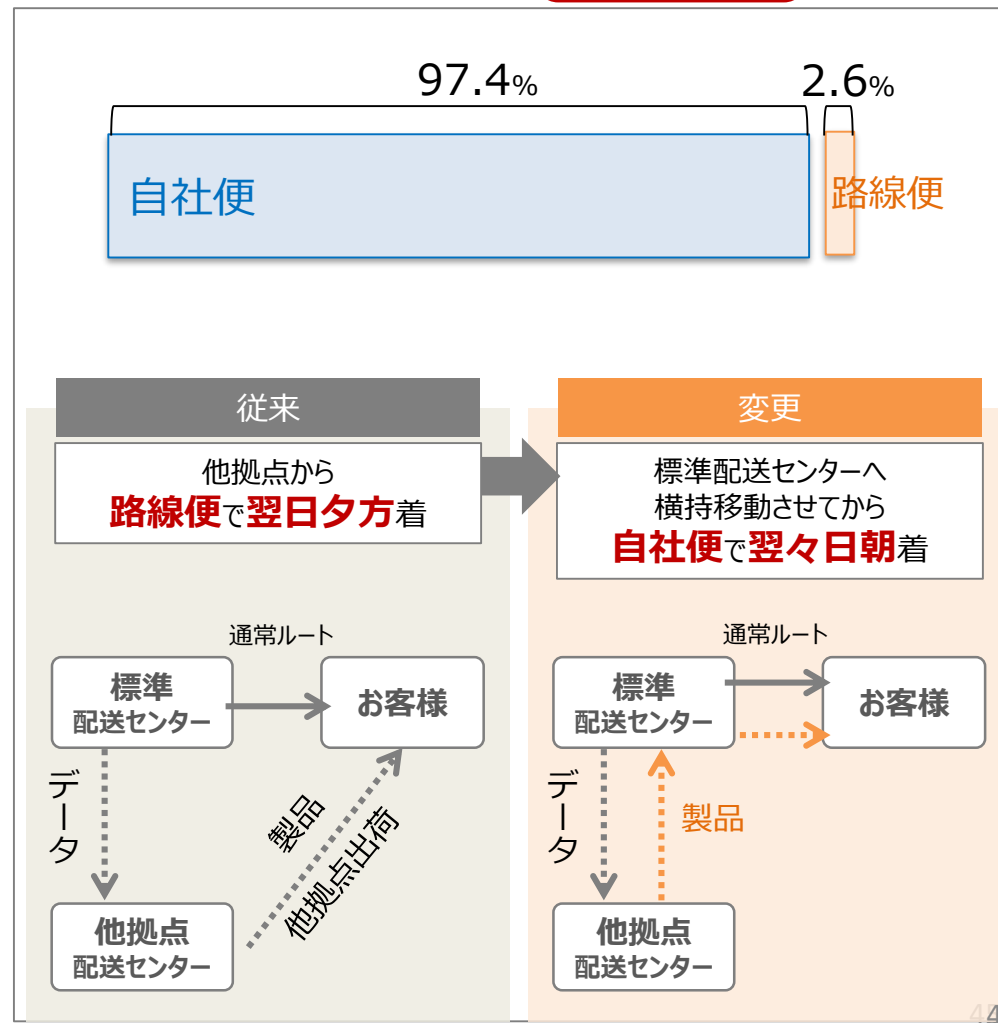 97.4%
2.6%
自社便
路線便
従来
他拠点から
路線便で翌日夕方着
変更
標準配送センターへ
横持移動させてから
自社便で翌々日朝着
通常ルート
標準
配送センター
お客様
データ
製品
他拠点出荷
他拠点
配送センター
通常ルート
標準
配送センター
お客様
データ
製品
他拠点
配送センター